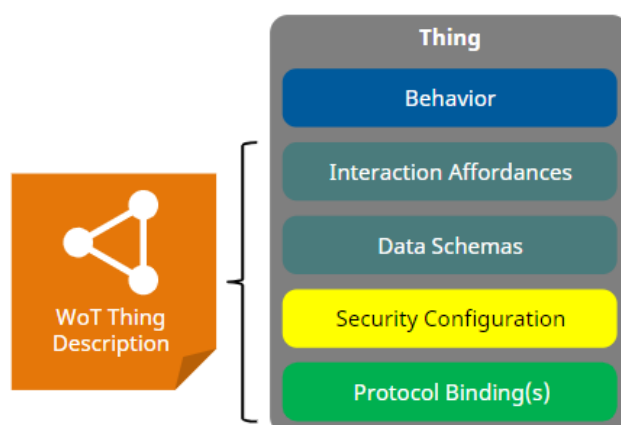 Thing
Behavior
Interaction Affordances
Data Schemas
Security Configuration
Protocol Binding(s)
WoT Thing
Description